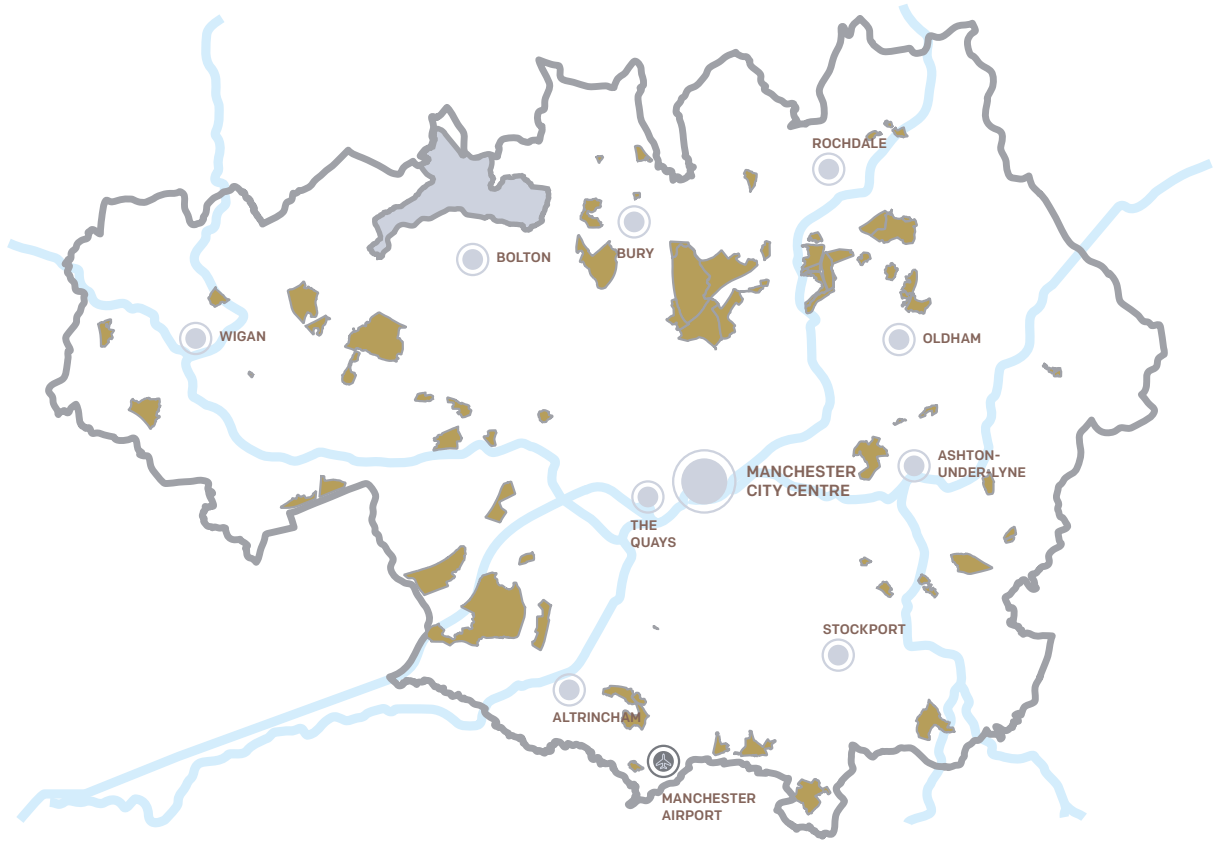 ROCHDALE
BURY
BOLTON
WIGAN
OLDHAM
ASHTON-
UNDER-LYNE
MANCHESTER
CITY CENTRE
THE
QUAYS
STOCKPORT
ALTRINCHAM
MANCHESTER
AIRPORT